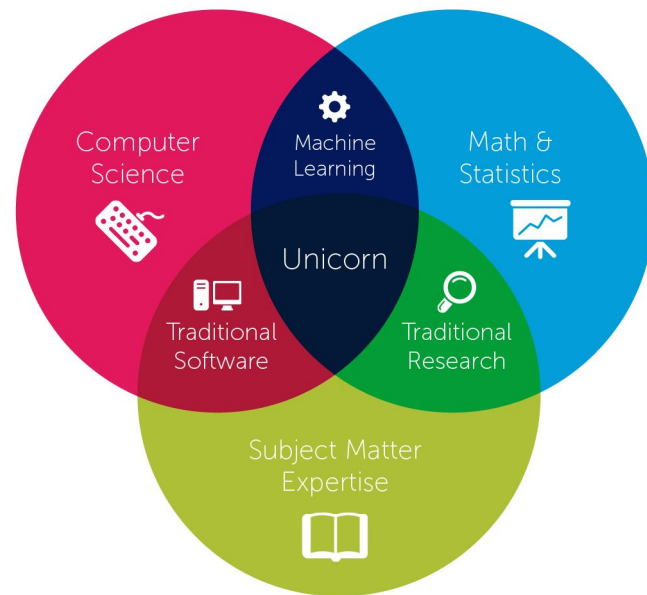 Computer
Science
Machine
Learning
Math &
Statistics
Unicorn
Traditional
Software
Traditional
Research
Subject Matter
Expertise